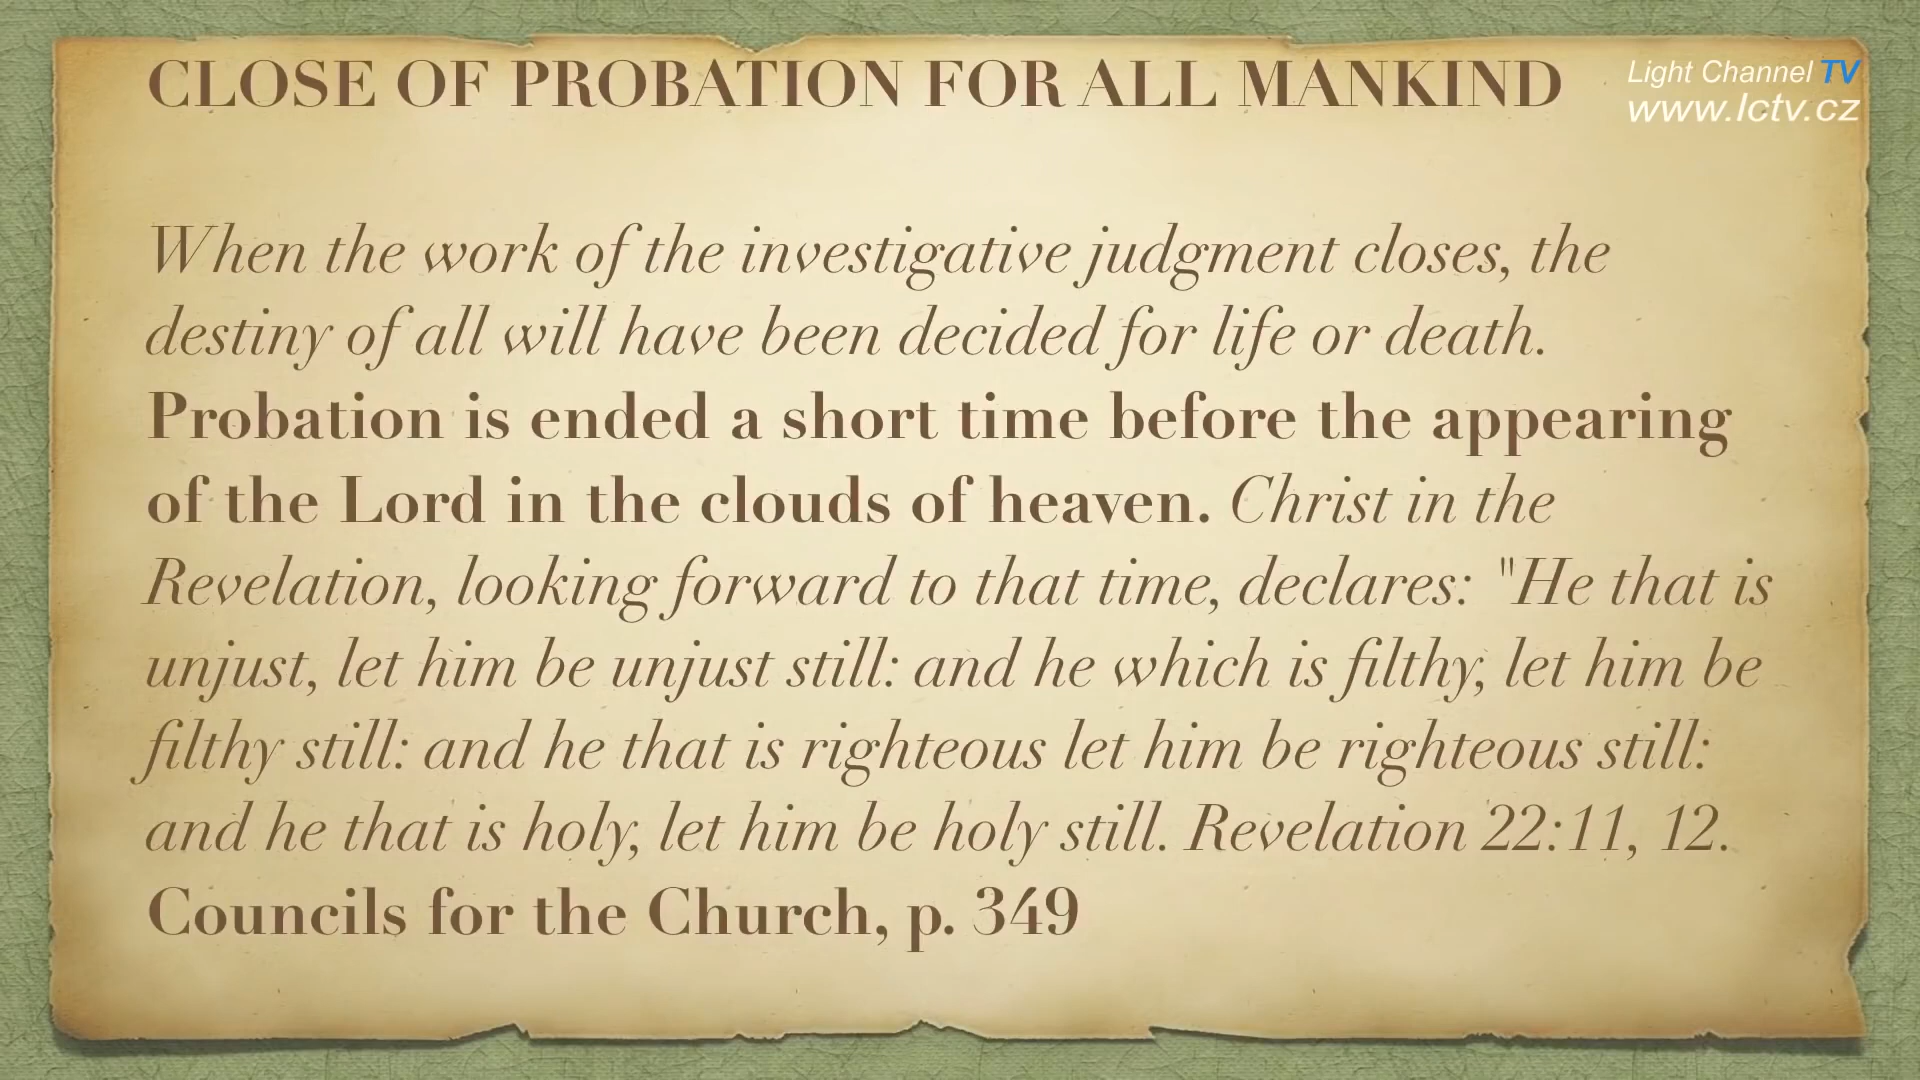 CLOSE OF PROBATION FOR ALL MANKIND
Light Channel TV
www.lctv.cz
When the work of the investigative judgment closes, the
destiny of all will have been decided for life or death.
Probation is ended a short time before the appearing
of the Lord in the clouds of heaven. Christ in the
Revelation, looking forward to that time, declares: "He that is
unjust, let him be unjust still: and he which is filthy, let him be
filthy still: and he that is righteous let him be righteous still:
and he that is holy, let him be holy still. Revelation 22:11, 12.
Councils for the Church, p. 349